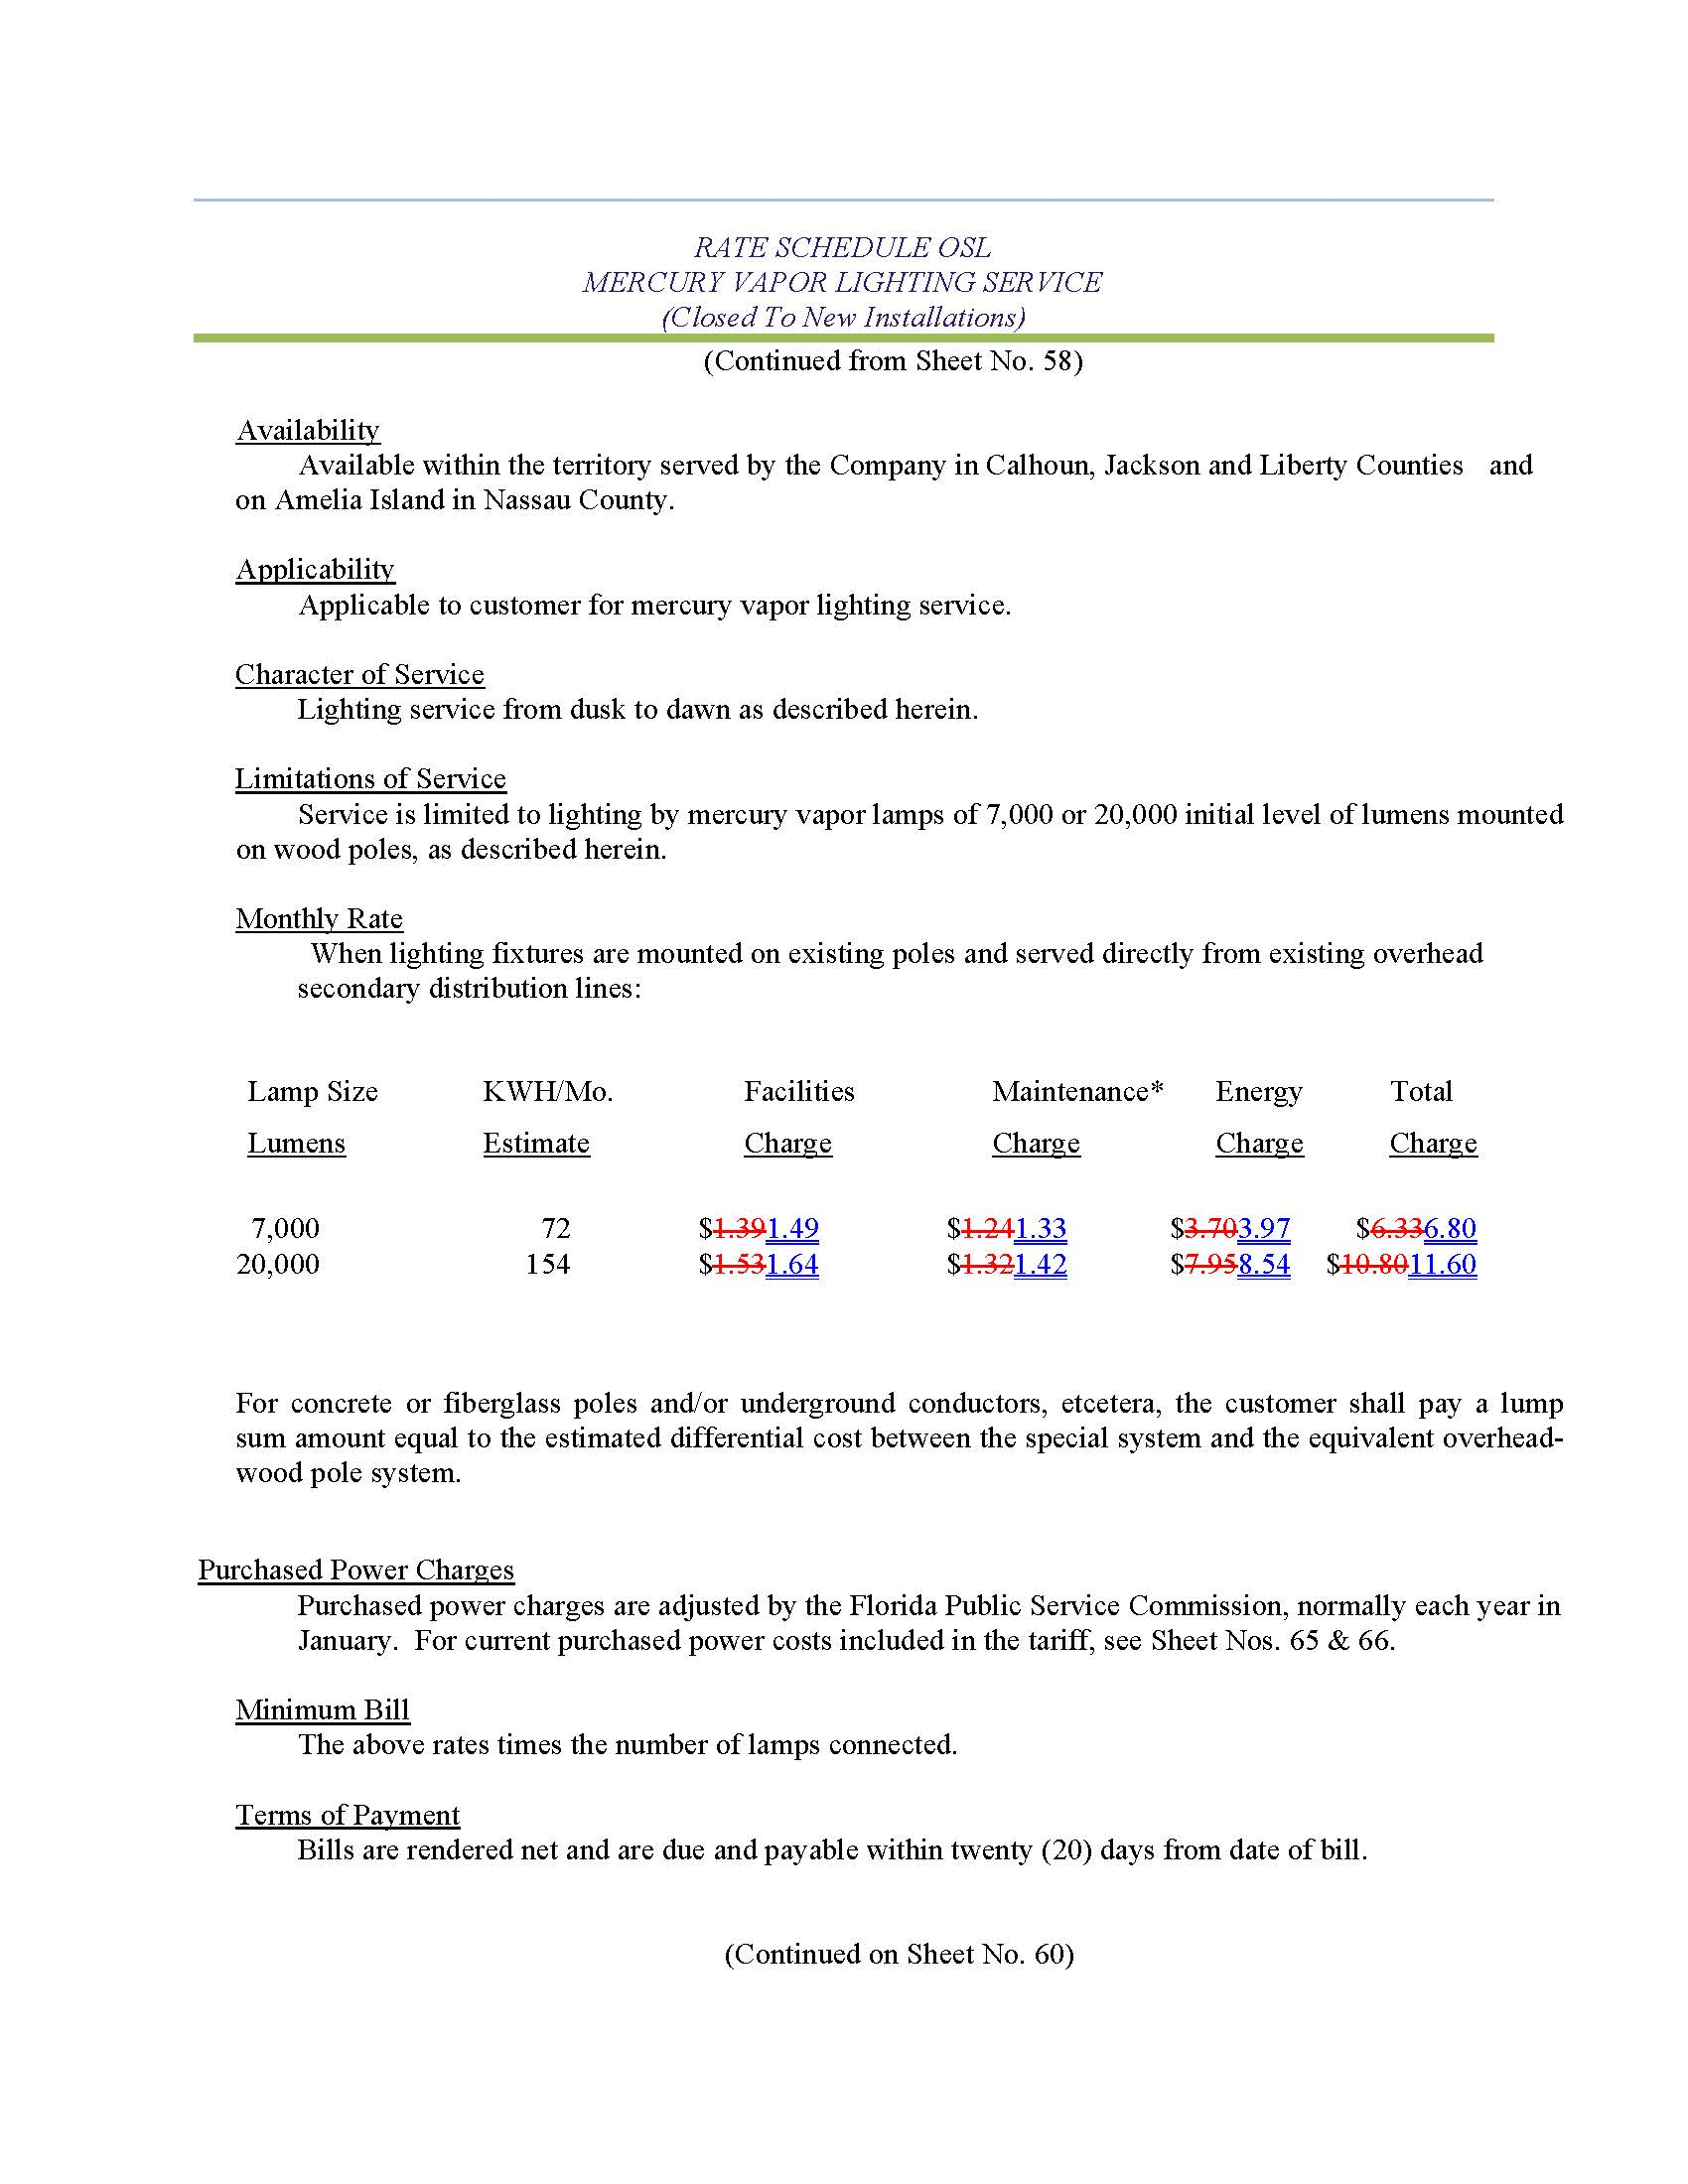 RATE SCHEDULE OSL
MERCURY VAPOR LIGHTING SERVICE
(Closed To New Installations)
(Continued from Sheet No. 58)
Availability
Available within the territory served by the Company in Calhoun, Jackson and Liberty Counties and
on Amelia Island in Nassau County.
Applicability
Applicable to customer for mercury vapor lighting service.
Character of Service
Lighting service from dusk to dawn as described herein.
Limitations of Service
Service is limited to lighting by mercury vapor lamps of 7,000 or 20,000 initial level of lumens mounted
on wood poles, as described herein.
Monthly Rate
When lighting fixtures are mounted on existing poles and served directly from existing overhead
secondary distribution lines:
Lamp Size KWH/Mo. Facilities Maintenance* Energy Total
Lumens Estimate Charge Charge Charge Charge
7,000 72 $1.391.49 $1.241.33 $3.703.97 $6.336.80
20,000 154 $1.531.64 $1.321.42 $7.958.54 $10.8011.60
For concrete or fiberglass poles and/or underground conductors, etcetera, the customer shall pay a lump
sum amount equal to the estimated differential cost between the special system and the equivalent overhead-
wood pole system.
Purchased Power Charges
Purchased power charges are adjusted by the Florida Public Service Commission, normally each year in
January. For current purchased power costs included in the tariff, see Sheet Nos. 65 & 66.
Minimum Bill
The above rates times the number of lamps connected.
Terms of Payment
Bills are rendered net and are due and payable within twenty (20) days from date of bill.
(Continued on Sheet No. 60)